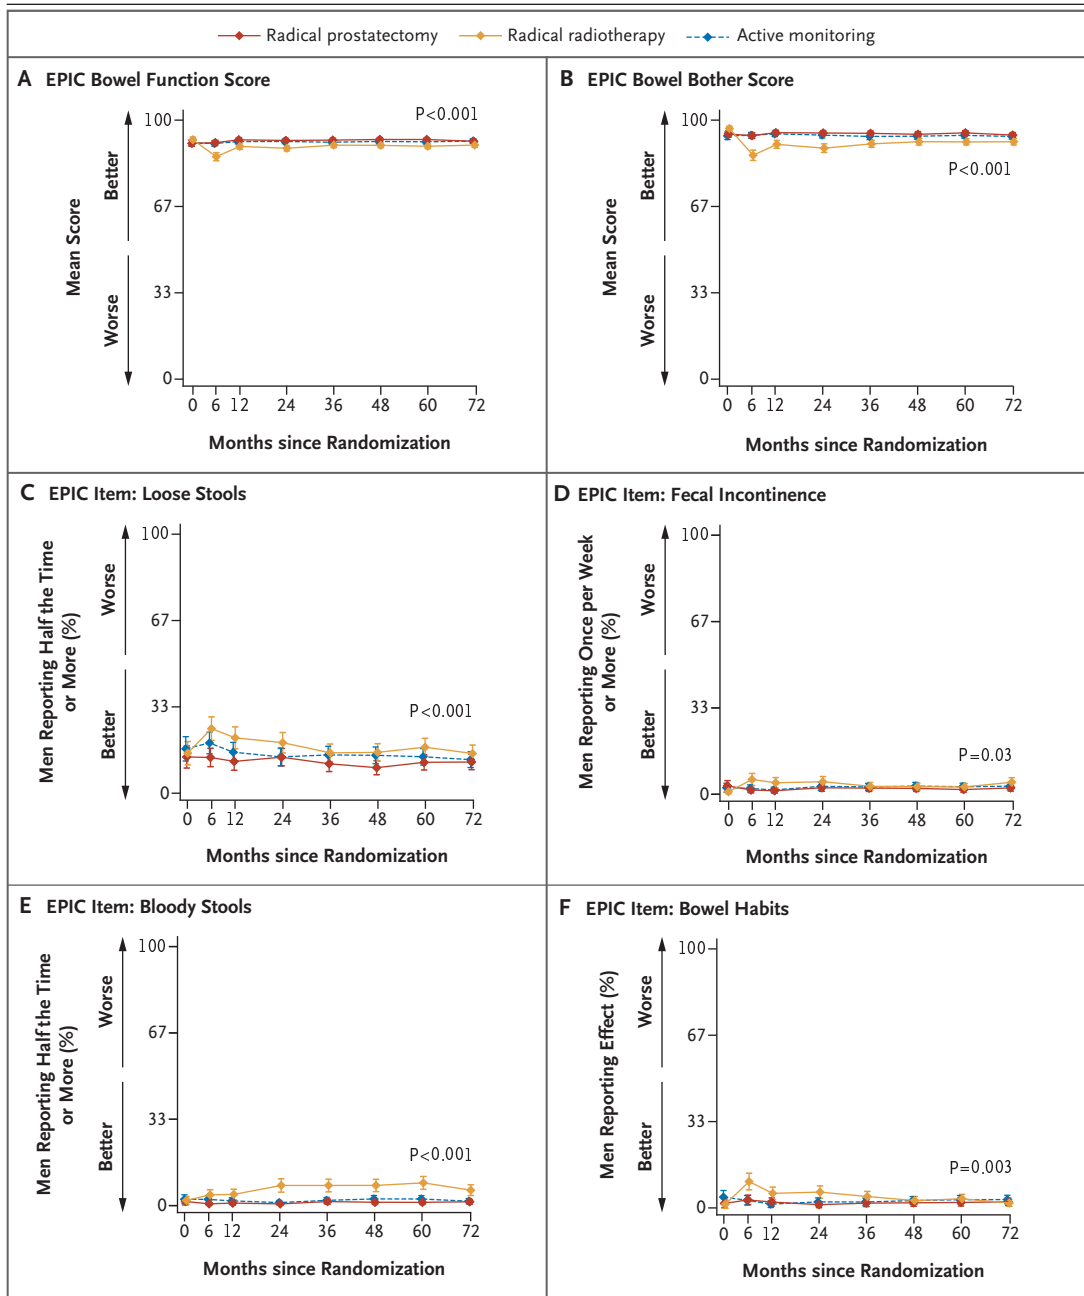 Radical prostatectomy Radical radiotherapy Active monitoring
A EPIC Bowel Function Score
P<0.001
100
67
33
0
Mean Score
Better
Worse
0 6 12 24 36 48 60 72
Months since Randomization
B EPIC Bowel Bother Score
P<0.001
100
67
33
0
Mean Score
Better
Worse
0 6 12 24 36 48 60 72
Months since Randomization
C EPIC Item: Loose Stools
P<0.001
100
67
33
0
Men Reporting Half the Time
or More (%)
Worse
Better
0 6 12 24 36 48 60 72
Months since Randomization
D EPIC Item: Fecal Incontinence
P=0.03
100
67
33
0
Men Reporting Once per Week
or More (%)
Worse
Better
0 6 12 24 36 48 60 72
Months since Randomization
E EPIC Item: Bloody Stools
P<0.001
100
67
33
0
Men Reporting Half the Time
or More (%)
Worse
Better
0 6 12 24 36 48 60 72
Months since Randomization
F EPIC Item: Bowel Habits
P=0.003
100
67
33
0
Men Reporting Effect (%)
Worse
Better
0 6 12 24 36 48 60 72
Months since Randomization